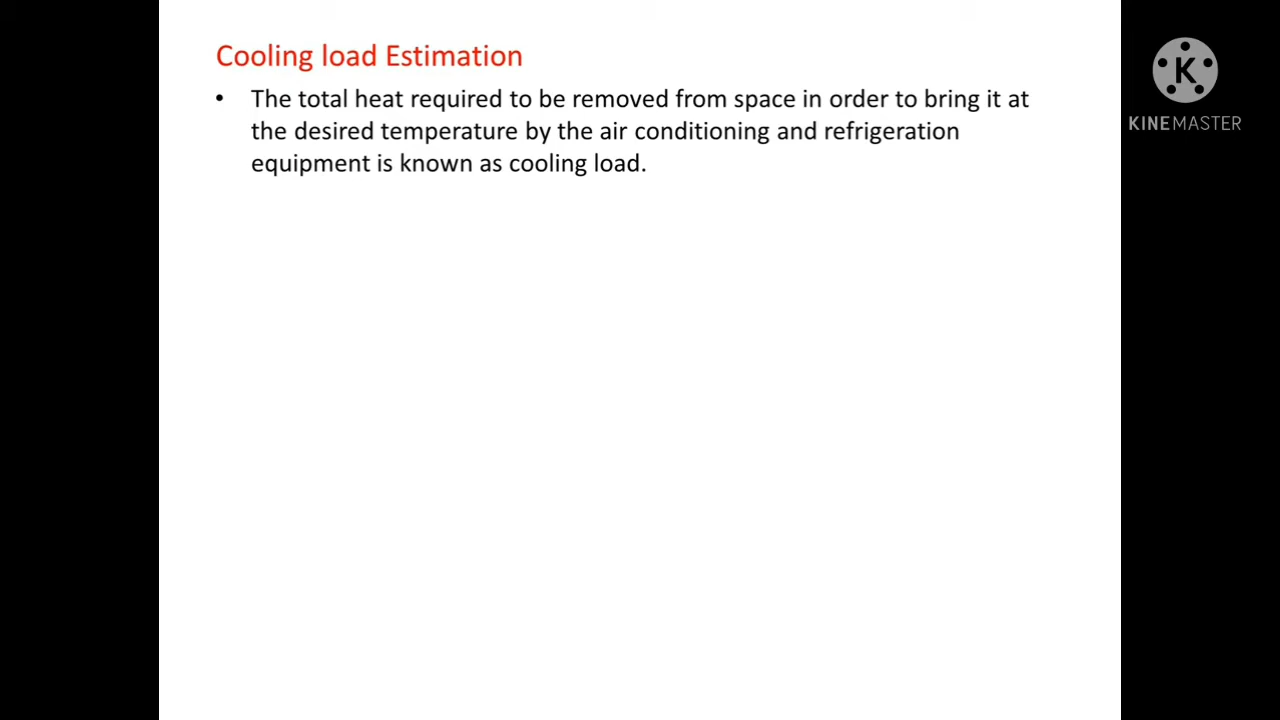 Cooling load Estimation
• The total heat required to be removed from space in order to bring it at
the desired temperature by the air conditioning and refrigeration
equipment is known as cooling load.
K
KINEMASTER